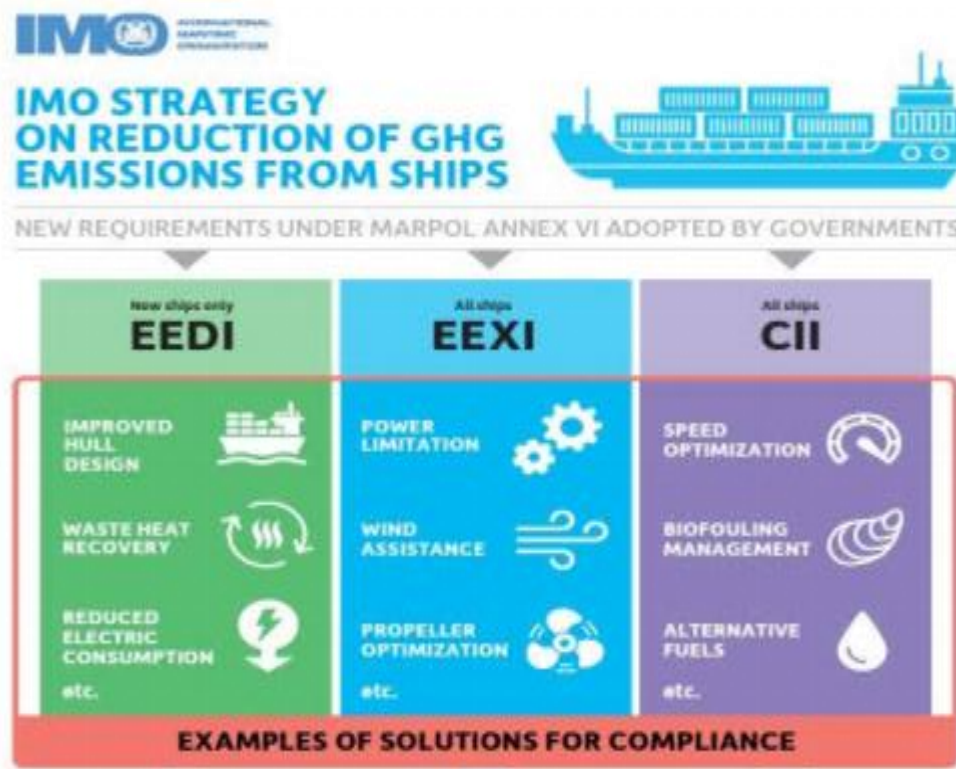 IMO
INTERNATIONAL
MARITIME
ORGANIZATION
IMO STRATEGY
ON REDUCTION OF GHG
EMISSIONS FROM SHIPS
NEW REQUIREMENTS UNDER MARPOL ANNEX VI ADOPTED BY GOVERNMENTS
New ships only
EEDI
IMPROVED
HULL
DESIGN
WASTE HEAT
RECOVERY
REDUCED
ELECTRIC
CONSUMPTION
etc.
All ships
EEXI
POWER
LIMITATION
WIND
ASSISTANCE
PROPELLER
OPTIMIZATION
etc.
All ships
CII
SPEED
OPTIMIZATION
BIOFOULING
MANAGEMENT
ALTERNATIVE
FUELS
etc.
EXAMPLES OF SOLUTIONS FOR COMPLIANCE